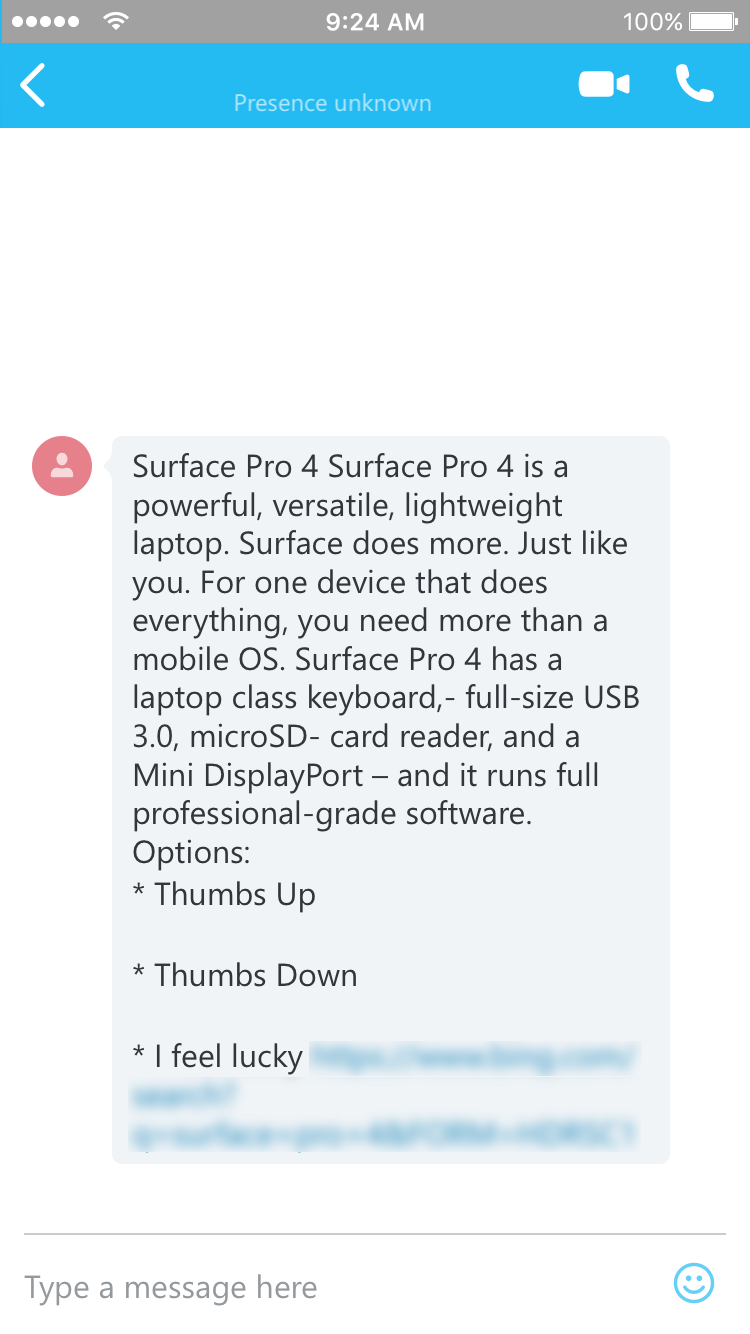 9:24 AM
100%
Presence unknown
Surface Pro 4 Surface Pro 4 is a
powerful, versatile, lightweight
laptop. Surface does more. Just like
you. For one device that does
everything, you need more than a
mobile OS. Surface Pro 4 has a
laptop class keyboard,- full-size USB
3.0, microSD- card reader, and a
Mini DisplayPort – and it runs full
professional-grade software.
Options:
* Thumbs Up
* Thumbs Down
* I feel lucky
Type a message here